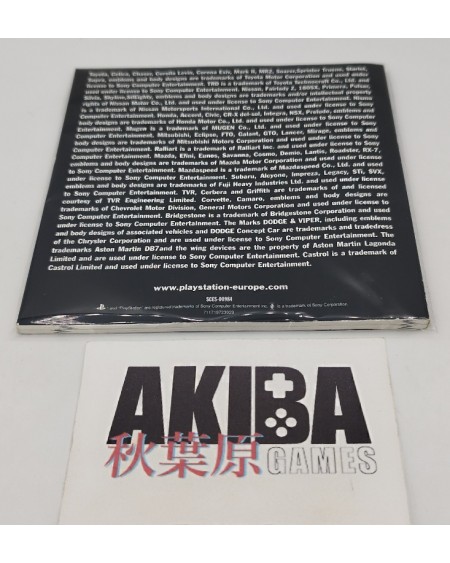 Toyota, Celica, Chaser, Corolla Levin, Corona Exiv, Mark II, MR2, Soarer, Sprinter Trueno, Starlet,
Supra, emblems and body designs are trademarks of Toyota Motor Corporation and used under
license to Sony Computer Entertainment. TRD is a trademark of Toyota Technocraft Co., Ltd. and
used under license to Sony Computer Entertainment. Nissan, Fairlady Z, 180SX, Primera, Pulsar,
Silvia, Skyline, SilEighty, emblems and body designs are trademarks and/or intellectual property
rights of Nissan Motor Co., Ltd. and used under license to Sony Computer Entertainment. Nismo
is a Trademark of Nissan Motorsports International Co., Ltd. and used under license to Sony
Computer Entertainment. Honda, Accord, Civic, CR-X del-sol, Integra, NSX, Prelude, emblems and
body designs are trademarks of Honda Motor Co., Ltd. and used under license to Sony Computer
Entertainment. Mugen is a trademark of MUGEN Co., Ltd. and used under license to Sony Computer
Entertainment. Mitsubishi, Eclipse, FTO, Galant, GTO, Lancer, Mirage, emblems and
body designs are trademarks of Mitsubishi Motors Corporation and used under license to Sony
Computer Entertainment. Ralliart is a trademark of Ralliart Inc. and used under license to Sony
Computer Entertainment. Mazda, Efini, Eunos, Savanna, Cosmo, Demio, Lantis, Roadster, RX-7,
emblems and body designs are trademarks of Mazda Motor Corporation and used under license to
Sony Computer Entertainment. Mazdaspeed is a trademark of Mazdaspeed Co., Ltd. and used
under license to Sony Computer Entertainment. Subaru, Alcyone, Impreza, Legacy, STi, SVX,
emblems and body designs are trademarks of Fuji Heavy Industries Ltd. and used under license
to Sony Computer Entertainment. TVR, Cerbera and Griffith are trademarks of and licensed
courtesy of TVR Engineering Limited. Corvette, Camaro, emblems and body designs are
trademarks of Chevrolet Motor Division, General Motors Corporation and used under license to
Sony Computer Entertainment. Bridgestone is a trademark of Bridgestone Corporation and used
under license to Sony Computer Entertainment. The Marks DODGE & VIPER, including emblems
and body designs of associated vehicles and DODGE Concept Car are trademarks and tradedress
of the Chrysler Corporation and are used under license to Sony Computer Entertainment. The
trademarks Aston Martin DB7and the wing devices are the property of Aston Martin Lagonda
Limited and are used under license to Sony Computer Entertainment. Castrol is a trademark of
Castrol Limited and used under license to Sony Computer Entertainment.
www.playstation-europe.com
SCES-00984
AKIBA
秋葉原 GAMES